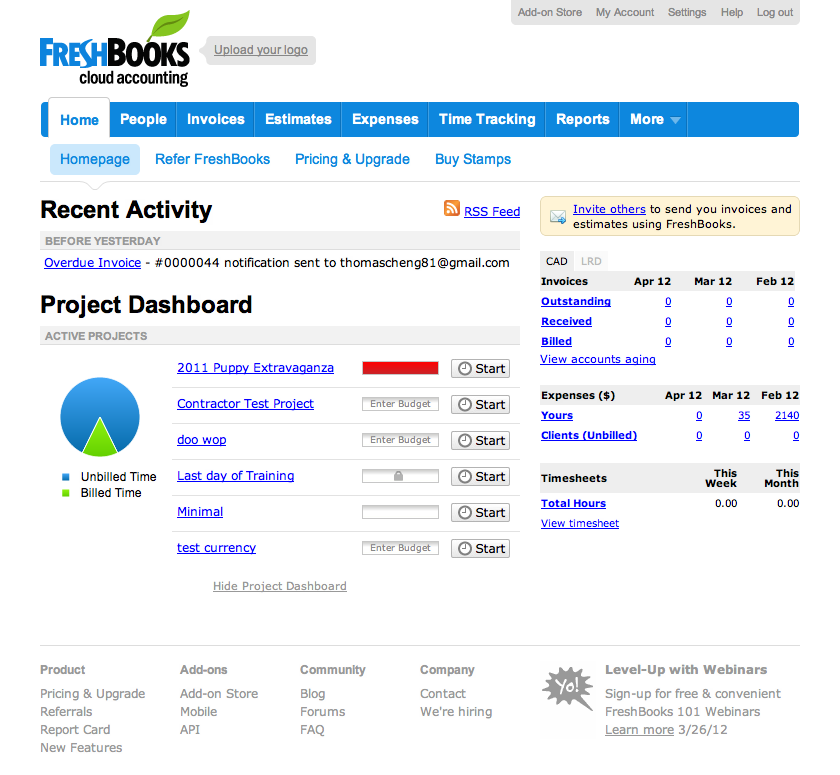 Add-on Store My Account Settings Help Log out
FRESHBOOKS
cloud accounting
Upload your logo
Home People Invoices Estimates Expenses Time Tracking Reports More
Homepage Refer FreshBooks Pricing & Upgrade Buy Stamps
Recent Activity
RSS Feed
BEFORE YESTERDAY
Overdue Invoice - #0000044 notification sent to thomascheng81@gmail.com
Project Dashboard
ACTIVE PROJECTS
2011 Puppy Extravaganza Start
Contractor Test Project Enter Budget Start
doo wop Enter Budget Start
Last day of Training Start
Minimal Start
test currency Enter Budget Start
Unbilled Time
Billed Time
Hide Project Dashboard
Invite others to send you invoices and
estimates using FreshBooks.
CAD LRD
Invoices Apr 12 Mar 12 Feb 12
Outstanding 0 0 0
Received 0 0 0
Billed 0 0 0
View accounts aging
Expenses ($) Apr 12 Mar 12 Feb 12
Yours 0 35 2140
Clients (Unbilled) 0 0 0
Timesheets This Week This Month
Total Hours 0.00 0.00
View timesheet
Product
Pricing & Upgrade
Referrals
Report Card
New Features
Add-ons
Add-on Store
Mobile
API
Community
Blog
Forums
FAQ
Company
Contact
We're hiring
Yo!
Level-Up with Webinars
Sign-up for free & convenient
FreshBooks 101 Webinars
Learn more 3/26/12